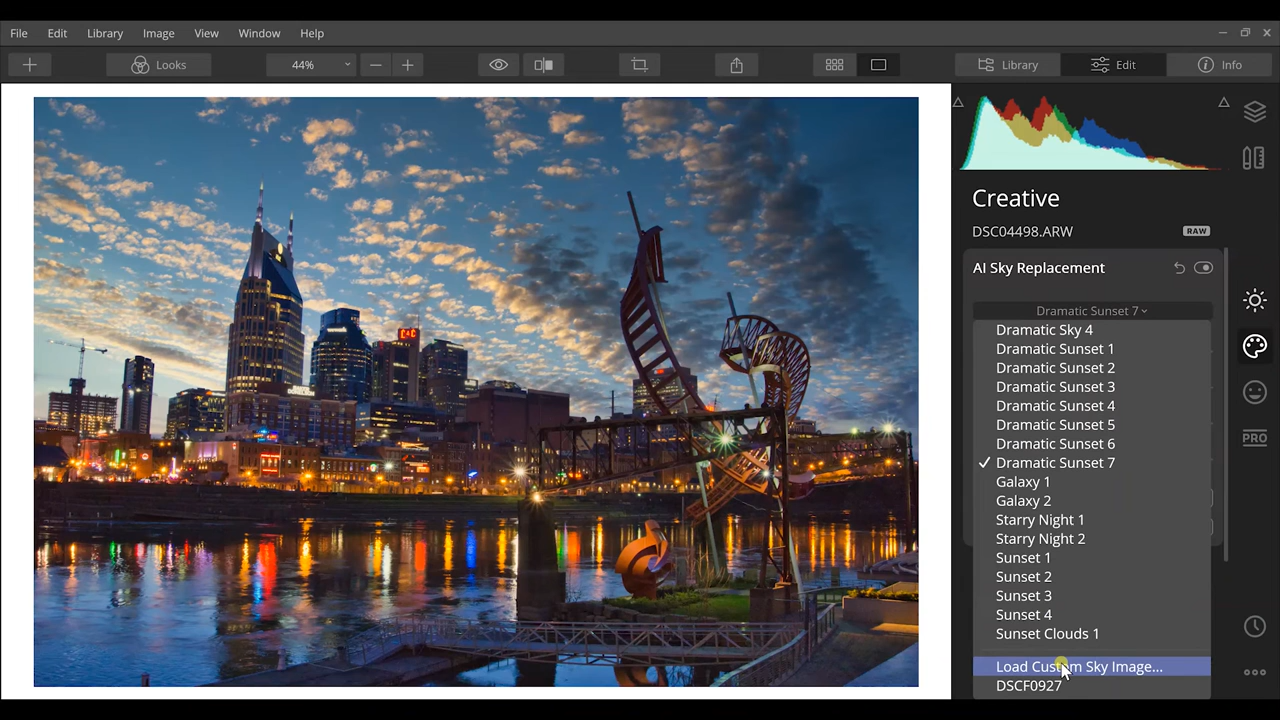 File Edit Library Image View Window Help
Looks 44% Library Edit Info
Creative
DSC04498.ARW RAW
AI Sky Replacement
Dramatic Sunset 7
Dramatic Sky 4
Dramatic Sunset 1
Dramatic Sunset 2
Dramatic Sunset 3
Dramatic Sunset 4
Dramatic Sunset 5
Dramatic Sunset 6
Dramatic Sunset 7
Galaxy 1
Galaxy 2
Starry Night 1
Starry Night 2
Sunset 1
Sunset 2
Sunset 3
Sunset 4
Sunset Clouds 1
Load Custom Sky Image...
DSCF0927
PRO